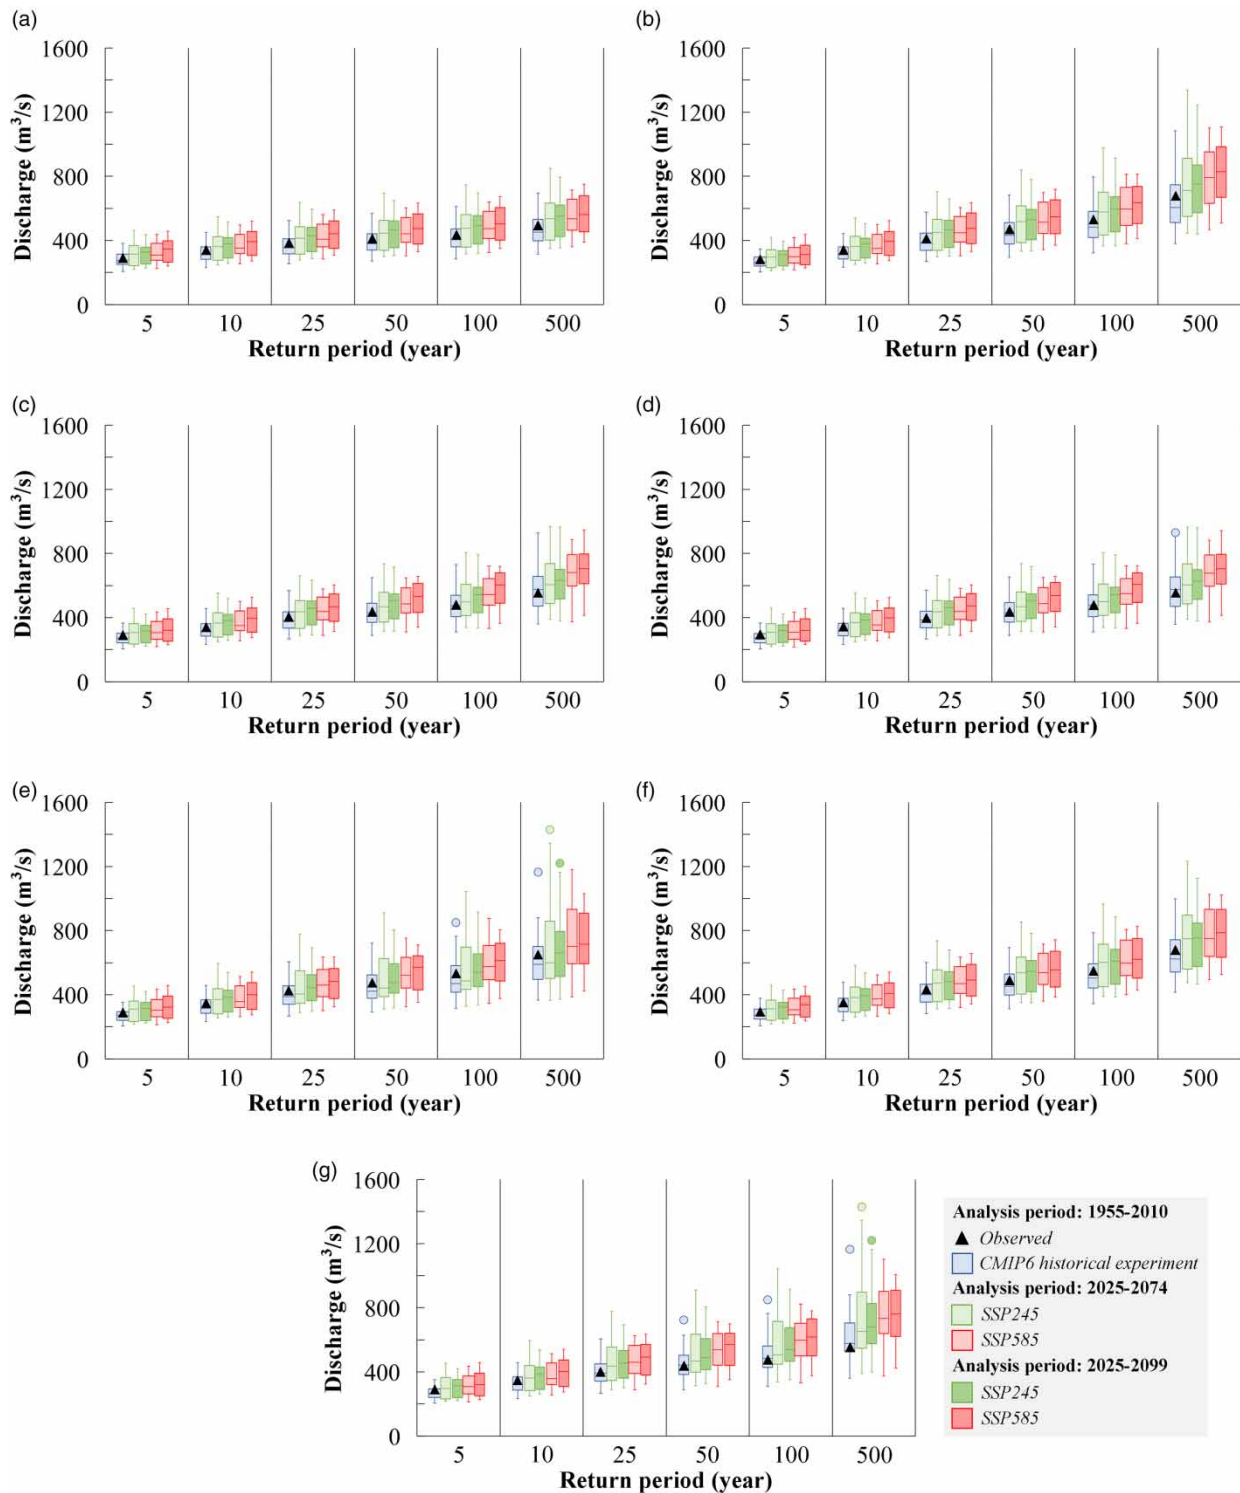 (a)
1600
1200
800
400
0
Discharge (m³/s)
5 10 25 50 100 500
Return period (year)
(b)
1600
1200
800
400
0
Discharge (m³/s)
5 10 25 50 100 500
Return period (year)
(c)
1600
1200
800
400
0
Discharge (m³/s)
5 10 25 50 100 500
Return period (year)
(d)
1600
1200
800
400
0
Discharge (m³/s)
5 10 25 50 100 500
Return period (year)
(e)
1600
1200
800
400
0
Discharge (m³/s)
5 10 25 50 100 500
Return period (year)
(f)
1600
1200
800
400
0
Discharge (m³/s)
5 10 25 50 100 500
Return period (year)
(g)
1600
1200
800
400
0
Discharge (m³/s)
5 10 25 50 100 500
Return period (year)
Analysis period: 1955-2010
Observed
CMIP6 historical experiment
Analysis period: 2025-2074
SSP245
SSP585
Analysis period: 2025-2099
SSP245
SSP585